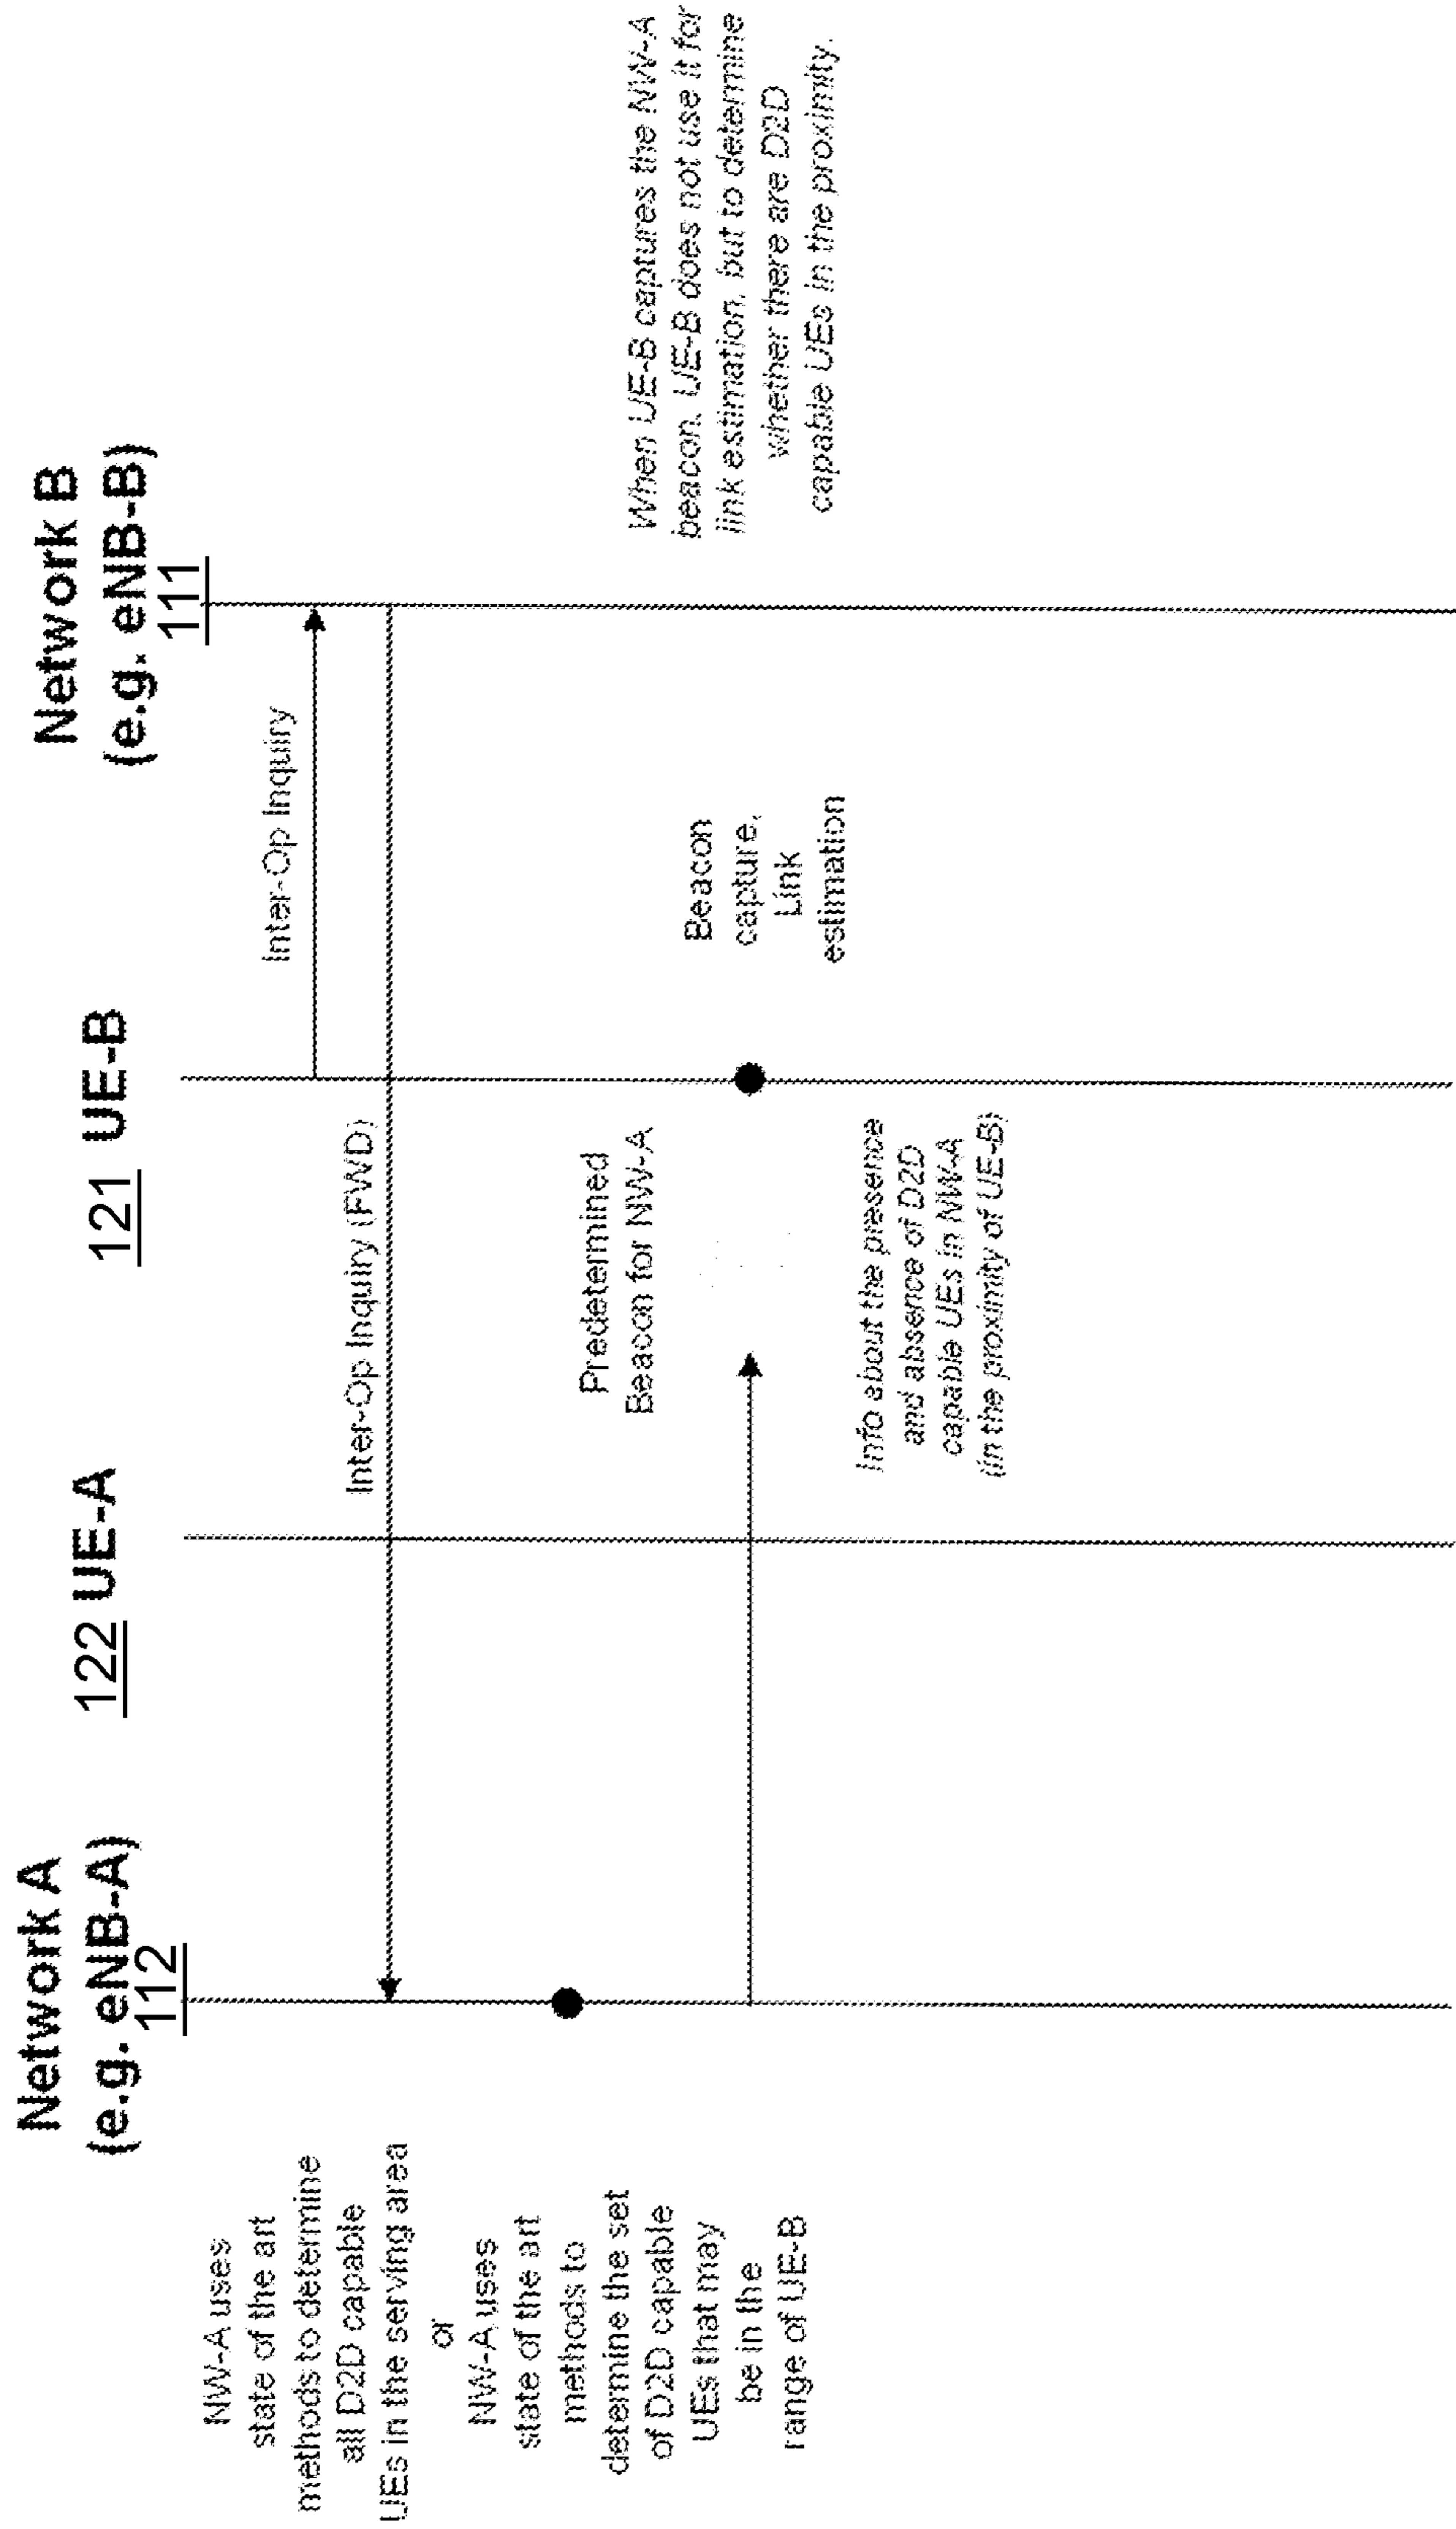 Network A
(e.g. eNB-A)
112
122 UE-A
121 UE-B
Network B
(e.g. eNB-B)
111
NW-A uses
state of the art
methods to determine
all D2D capable
UEs in the serving area
or
NW-A uses
state of the art
methods to
determine the set
of D2D capable
UEs that may
be in the
range of UE-B
Inter-Op Inquiry
Inter-Op Inquiry (FWD)
Predetermined
Beacon for NW-A
Info about the presence
and absence of D2D
capable UEs in NW-A
(in the proximity of UE-B)
Beacon
capture,
Link
estimation
When UE-B captures the NW-A
beacon, UE-B does not use it for
link estimation, but to determine
whether there are D2D
capable UEs in the proximity.